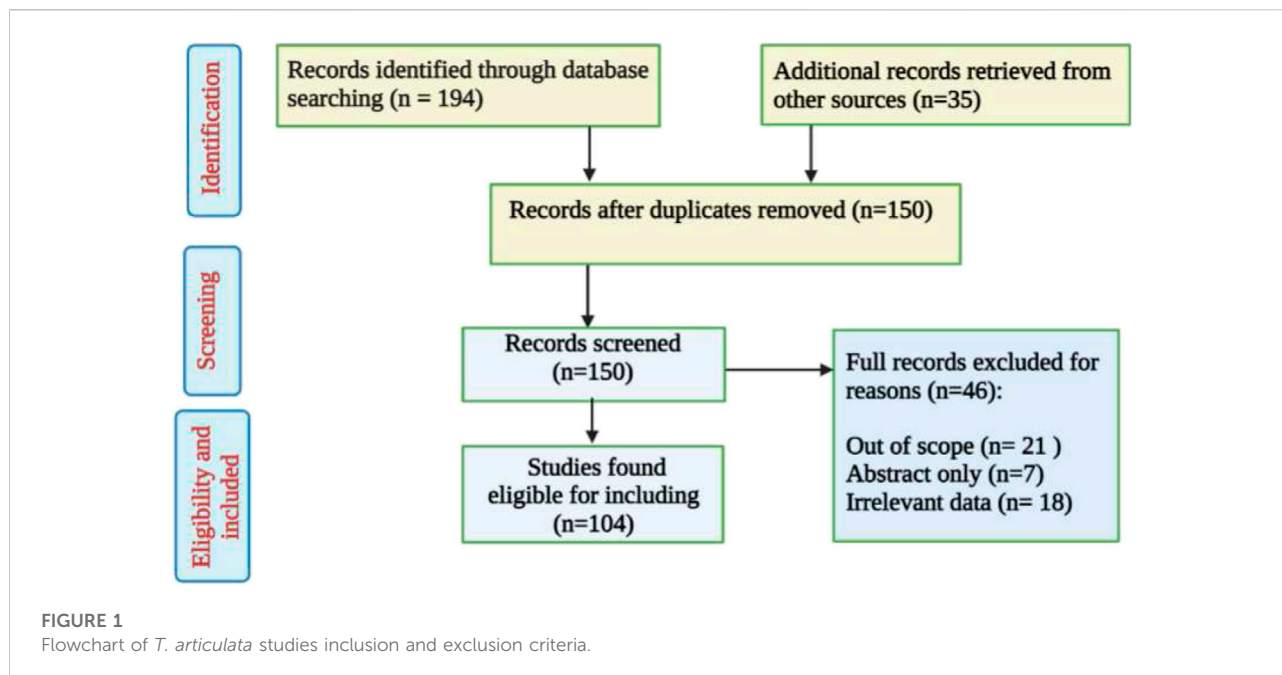 Identification
Records identified through database
searching (n = 194)
Additional records retrieved from
other sources (n=35)
Records after duplicates removed (n=150)
Screening
Records screened
(n=150)
Full records excluded for
reasons (n=46):
Out of scope (n= 21 )
Abstract only (n=7)
Irrelevant data (n= 18)
Eligibility and
included
Studies found
eligible for including
(n=104)
FIGURE 1
Flowchart of T. articulata studies inclusion and exclusion criteria.